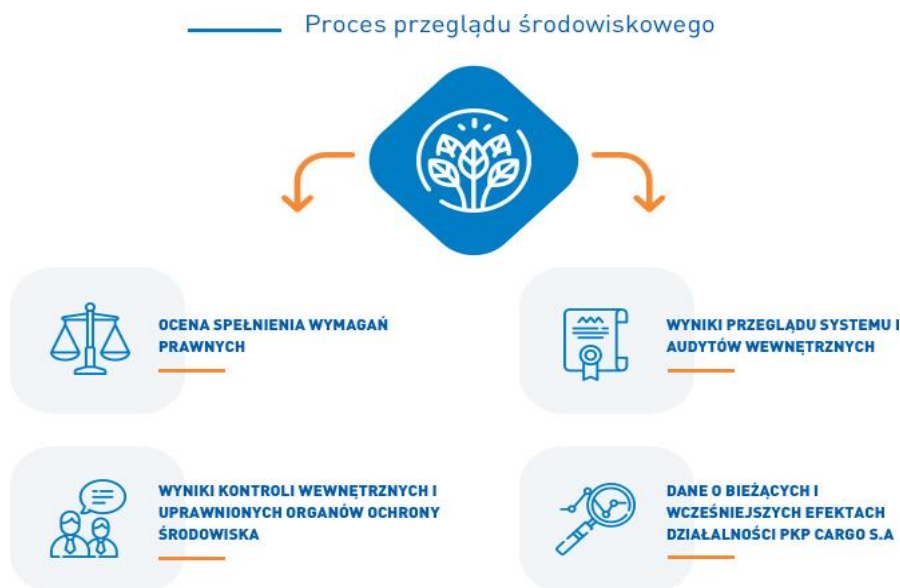 Proces przeglądu środowiskowego
OCENA SPEŁNIENIA WYMAGAŃ
PRAWNYCH
WYNIKI PRZEGLĄDU SYSTEMU I
AUDYTÓW WEWNĘTRZNYCH
WYNIKI KONTROLI WEWNĘTRZNYCH I
UPRAWNIONYCH ORGANÓW OCHRONY
ŚRODOWISKA
DANE O BIEŻĄCYCH I
WCZEŚNIEJSZYCH EFEKTACH
DZIAŁALNOŚCI PKP CARGO S.A